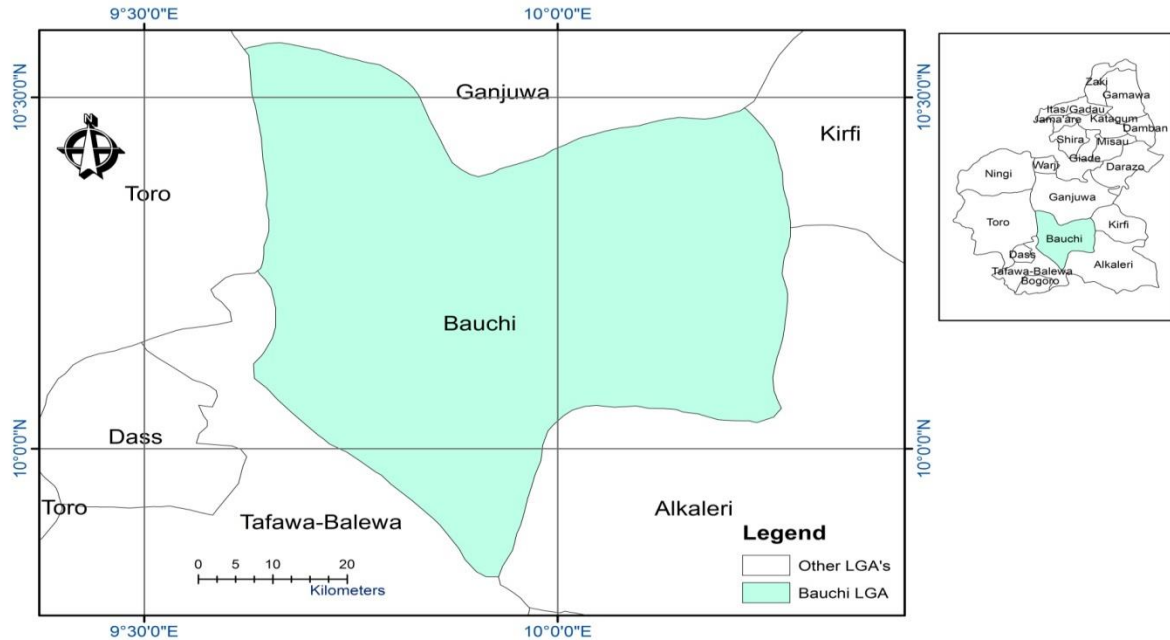 9°30'0"E
10°0'0"E
10°30'0"N
10°30'0"N
Ganjuwa
Kirfi
N
Toro
Bauchi
Dass
10°0'0"N
10°0'0"N
Toro
Tafawa-Balewa
Alkaleri
0 5 10 20
Kilometers
Legend
Other LGA's
Bauchi LGA
9°30'0"E
10°0'0"E
Zaki
Gamawa
Itas/Gadau
Jama'are
Katagum
Damban
Shira
Misau
Giade
Warji
Darazo
Ningi
Ganjuwa
Toro
Kirfi
Bauchi
Dass
Alkaleri
Tafawa-Balewa
Bogoro